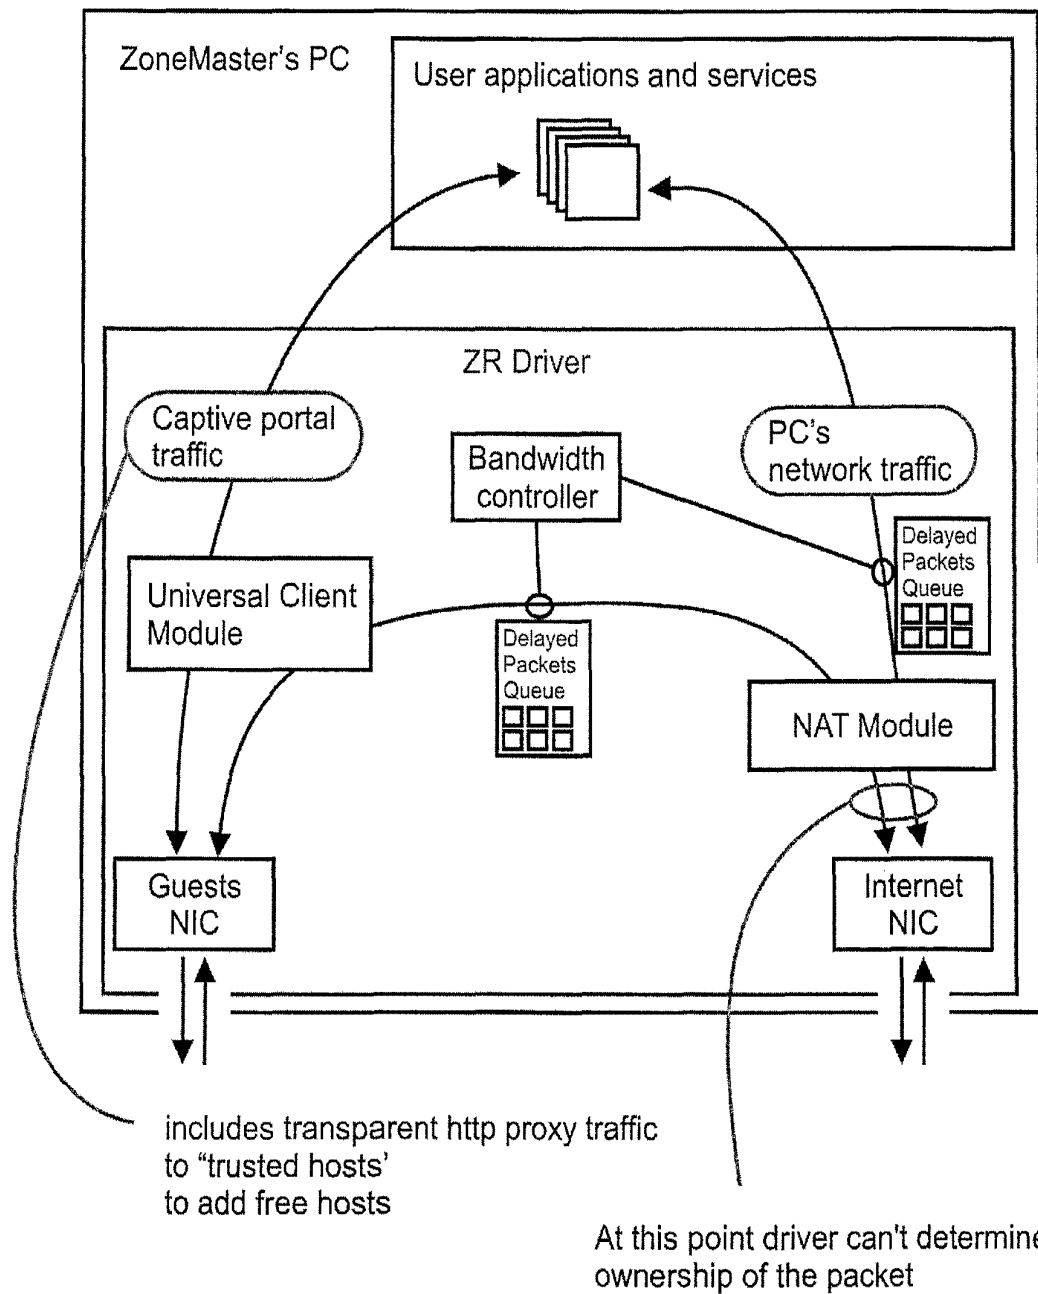 ZoneMaster's PC
User applications and services
ZR Driver
Captive portal
traffic
Bandwidth
controller
PC's
network traffic
Delayed
Packets
Queue
Universal Client
Module
Delayed
Packets
Queue
NAT Module
Guests
NIC
Internet
NIC
includes transparent http proxy traffic
to “trusted hosts'
to add free hosts
At this point driver can't determine
ownership of the packet